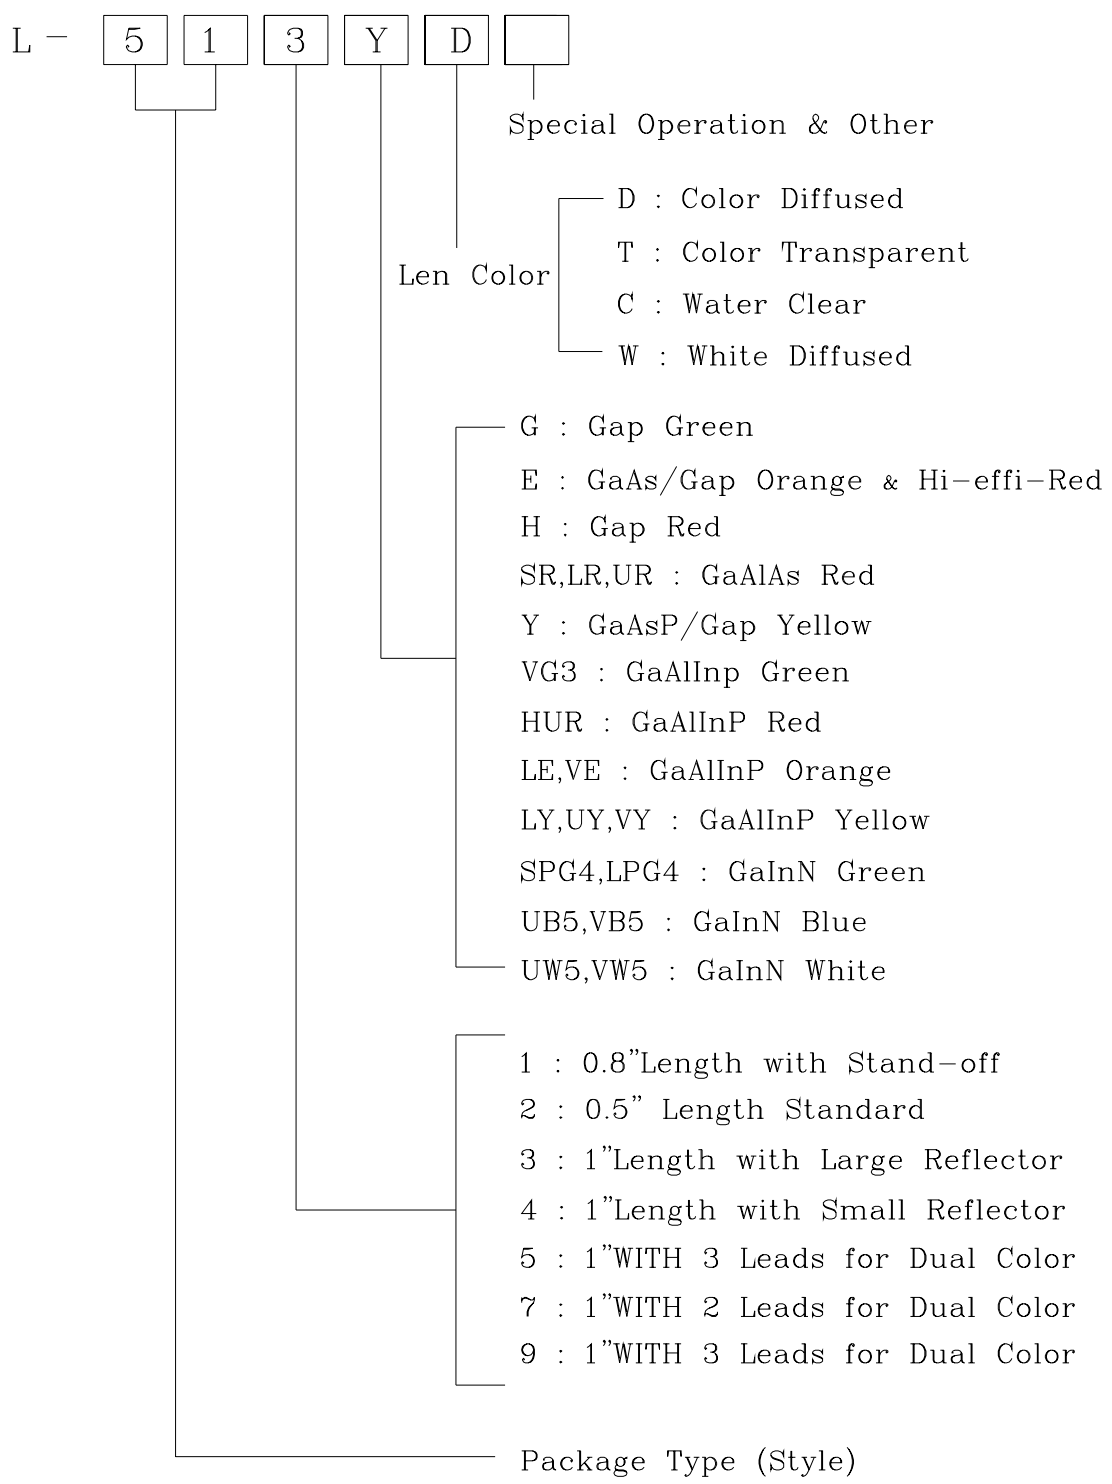 L - 5 1 3 Y D
Special Operation & Other
D : Color Diffused
T : Color Transparent
Len Color
C : Water Clear
W : White Diffused
G : Gap Green
E : GaAs/Gap Orange & Hi-effi-Red
H : Gap Red
SR,LR,UR : GaAlAs Red
Y : GaAsP/Gap Yellow
VG3 : GaAlInp Green
HUR : GaAlInP Red
LE,VE : GaAlInP Orange
LY,UY,VY : GaAlInP Yellow
SPG4,LPG4 : GaInN Green
UB5,VB5 : GaInN Blue
UW5,VW5 : GaInN White
1 : 0.8"Length with Stand-off
2 : 0.5" Length Standard
3 : 1"Length with Large Reflector
4 : 1"Length with Small Reflector
5 : 1"WITH 3 Leads for Dual Color
7 : 1"WITH 2 Leads for Dual Color
9 : 1"WITH 3 Leads for Dual Color
Package Type (Style)